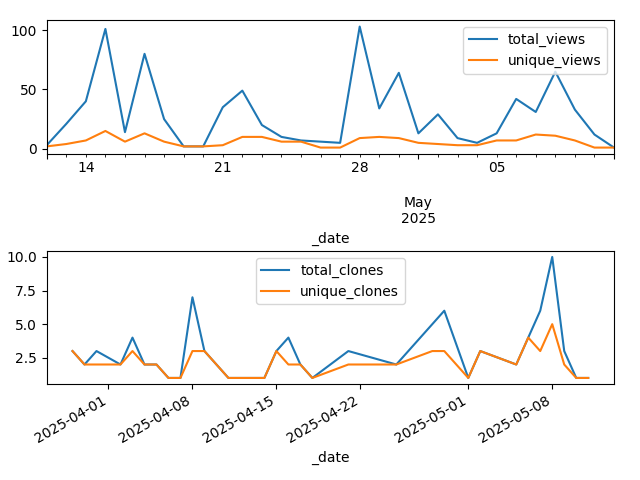 100
50
0
total_views
unique_views
14
21
28
05
May
2025
_date
10.0
7.5
5.0
2.5
total_clones
unique_clones
2025-04-01
2025-04-08
2025-04-15
2025-04-22
2025-05-01
2025-05-08
_date